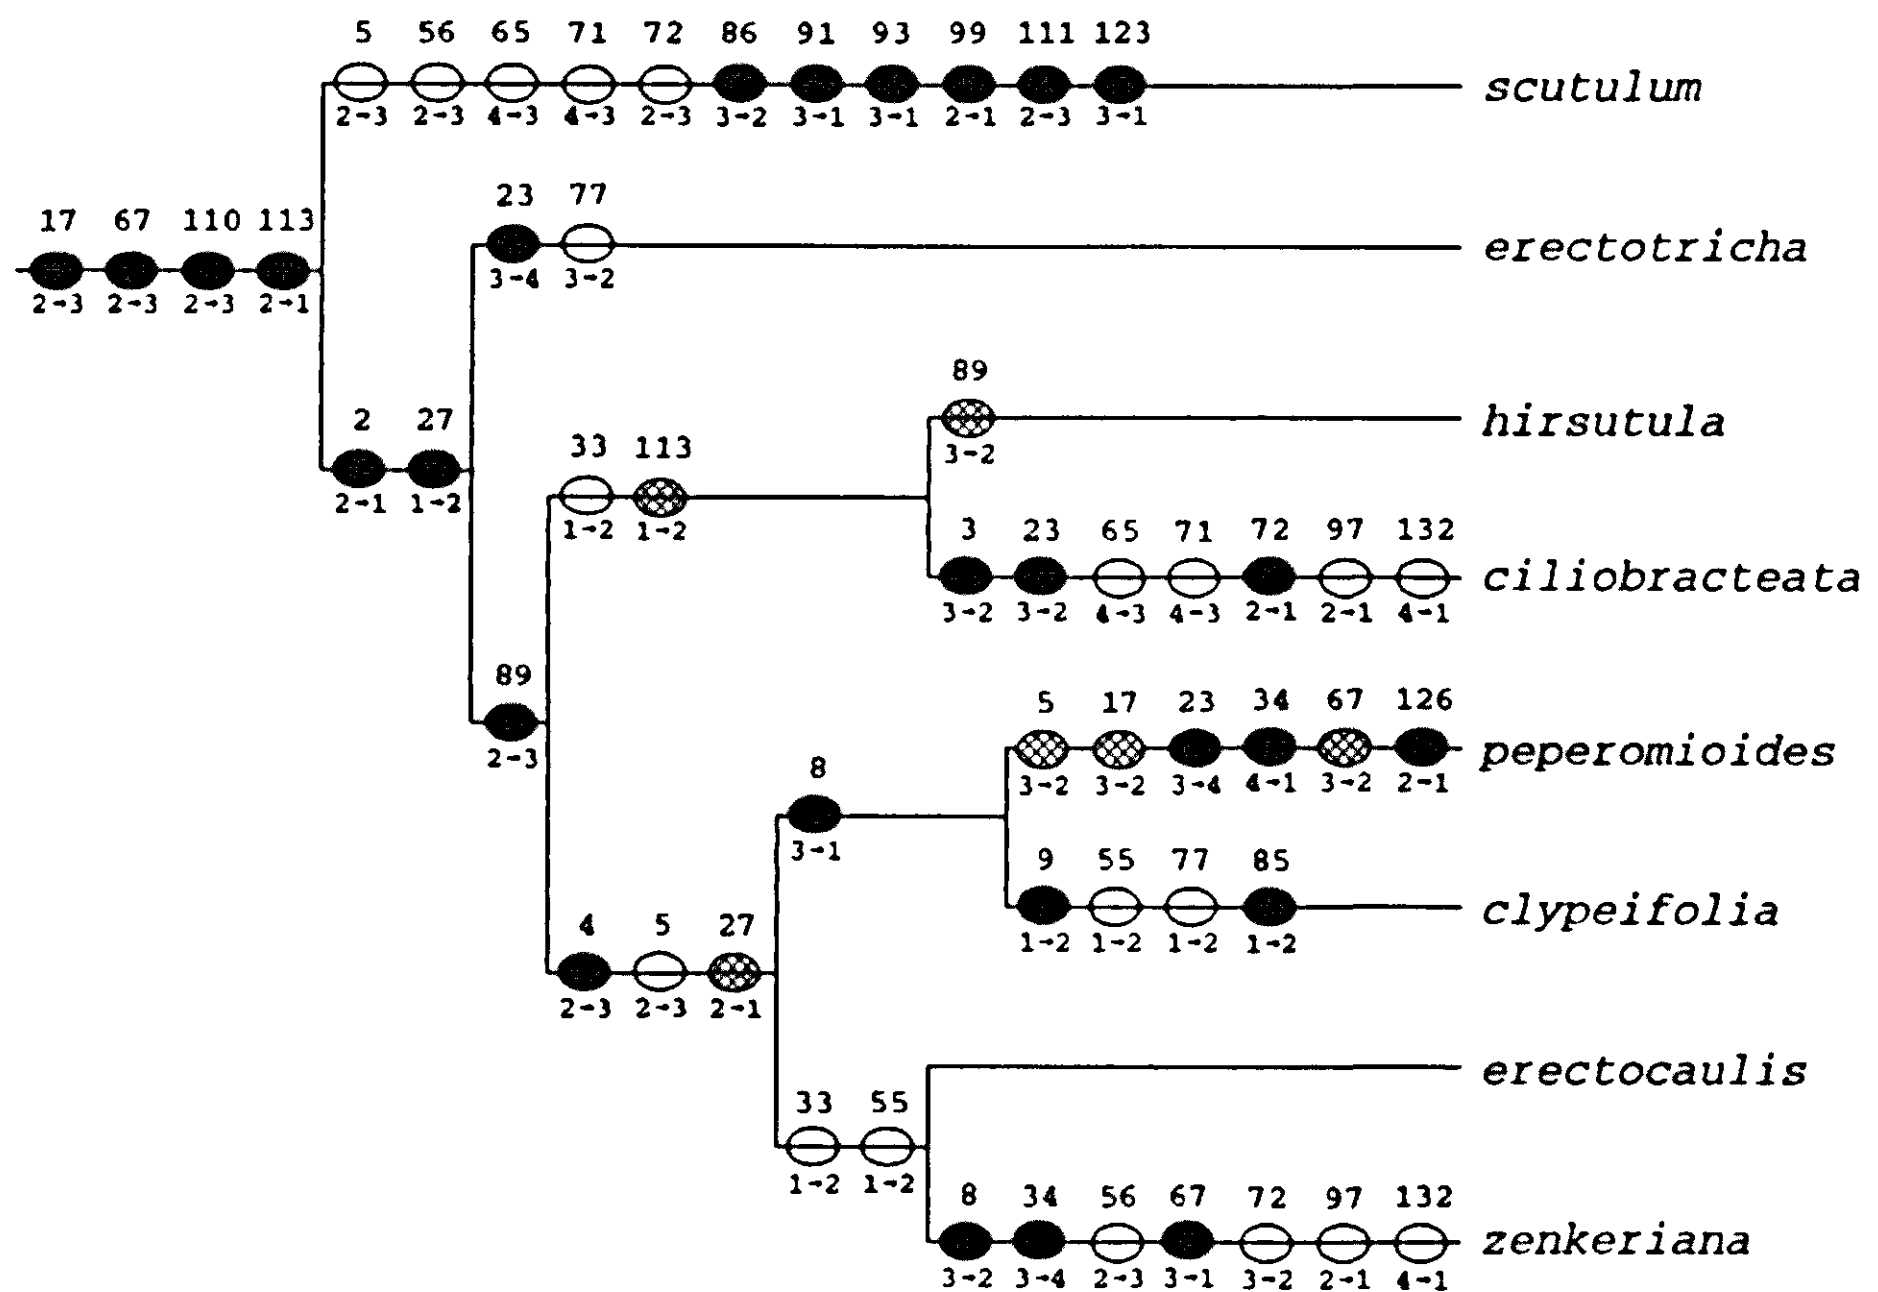 5 56 65 71 72 86 91 93 99 111 123
scutulum
2→3 2→3 4→3 4→3 2→3 3→2 3→1 3→1 2→1 2→3 3→1
23 77
17 67 110 113
erectotricha
3→4 3→2
2→3 2→3 2→3 2→1
89
hirsutula
3→2
2 27
33 113
2→1 1→2
1→2 1→2
3 23 65 71 72 97 132
ciliobracteata
3→2 3→2 4→3 4→3 2→1 2→1 4→1
89
2→3
5 17 23 34 67 126
peperomioides
3→2 3→2 3→4 4→1 3→2 2→1
8
3→1
9 55 77 85
clypeifolia
1→2 1→2 1→2 1→2
4 5 27
2→3 2→3 2→1
erectocaulis
33 55
1→2 1→2
8 34 56 67 72 97 132
zenkeriana
3→2 3→4 2→3 3→1 3→2 2→1 4→1